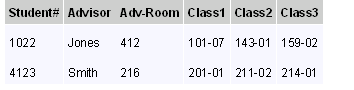 Student# Advisor Adv-Room Class1 Class2 Class3
1022 Jones 412 101-07 143-01 159-02
4123 Smith 216 201-01 211-02 214-01